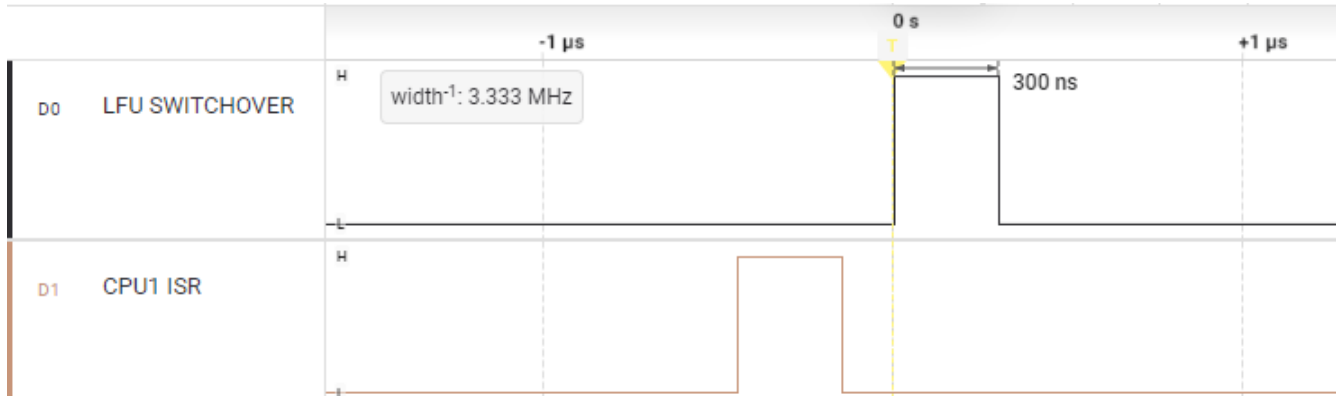 0 s
-1 µs
+1 µs
T
H
width⁻¹: 3.333 MHz
300 ns
D0 LFU SWITCHOVER
L
H
D1 CPU1 ISR
L